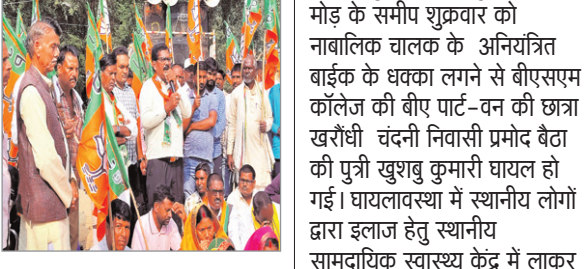 मोड़ के समीप शुक्रवार को
नाबालिक चालक के अनियंत्रित
बाईक के धक्का लगने से बीएसएम
कॉलेज की बीए पार्ट-वन की छात्रा
खरौंधी चंदनी निवासी प्रमोद बैठा
की पुत्री खुशबु कुमारी घायल हो
गई। घायलावस्था में स्थानीय लोगों
द्वारा इलाज हेतु स्थानीय
सामुदायिक स्वास्थ्य केंद्र में लाकर